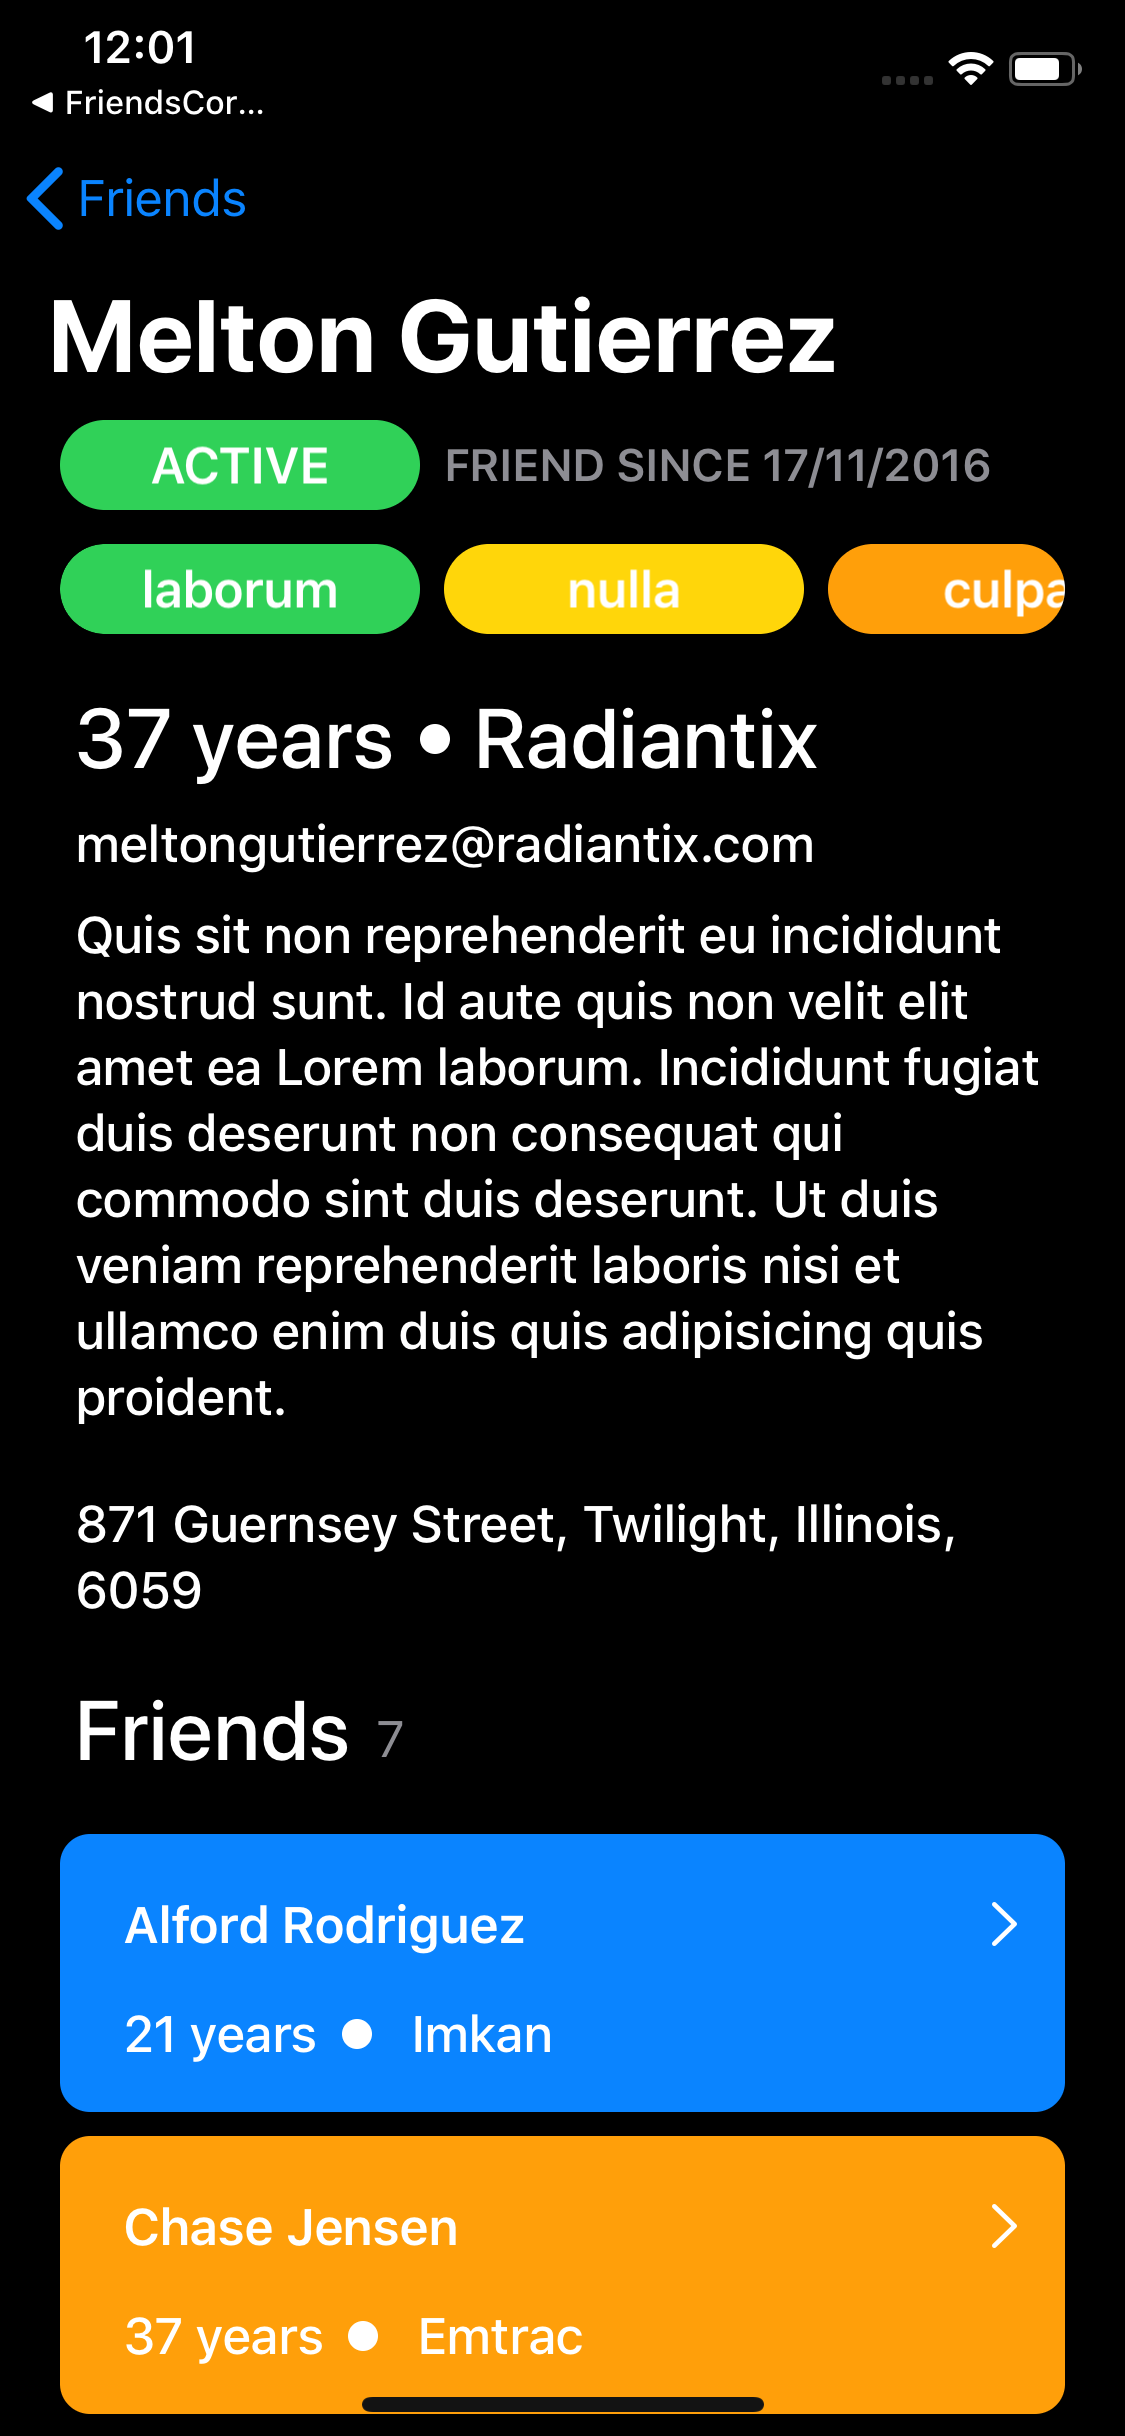 12:01
FriendsCor...
Friends
Melton Gutierrez
ACTIVE FRIEND SINCE 17/11/2016
laborum nulla culpa
37 years • Radiantix
meltongutierrez@radiantix.com
Quis sit non reprehenderit eu incididunt
nostrud sunt. Id aute quis non velit elit
amet ea Lorem laborum. Incididunt fugiat
duis deserunt non consequat qui
commodo sint duis deserunt. Ut duis
veniam reprehenderit laboris nisi et
ullamco enim duis quis adipisicing quis
proident.
871 Guernsey Street, Twilight, Illinois,
6059
Friends 7
Alford Rodriguez
21 years ● Imkan
Chase Jensen
37 years ● Emtrac